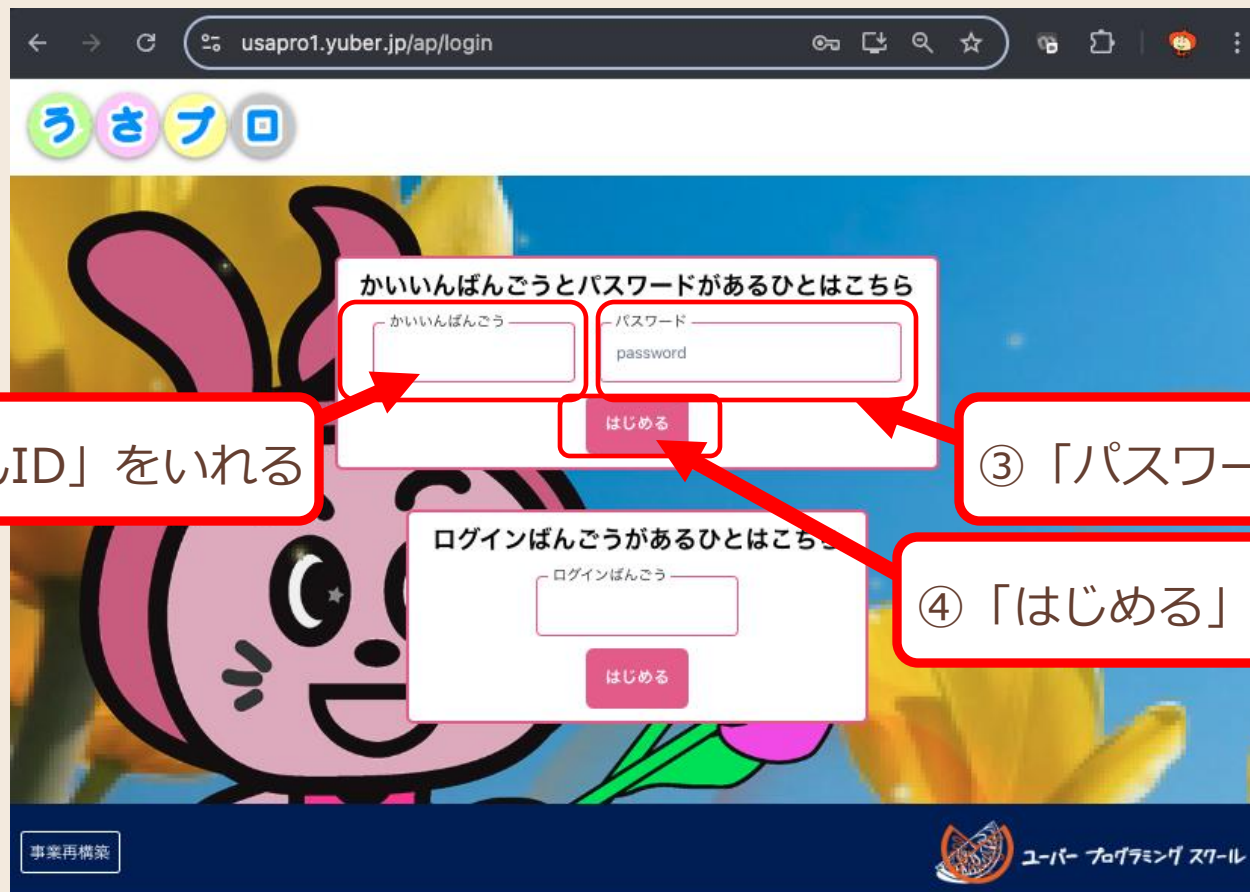 usapro1.yuber.jp/ap/login
うさプロ
かいいんばんごうとパスワードがあるひとはこちら
かいいんばんごう
パスワード
password
はじめる
ID」をいれる
③「パスワー
ログインばんごうがあるひとはこち
ログインばんごう
④「はじめる」
はじめる
事業再構築
ユーバー プログラミング スクール